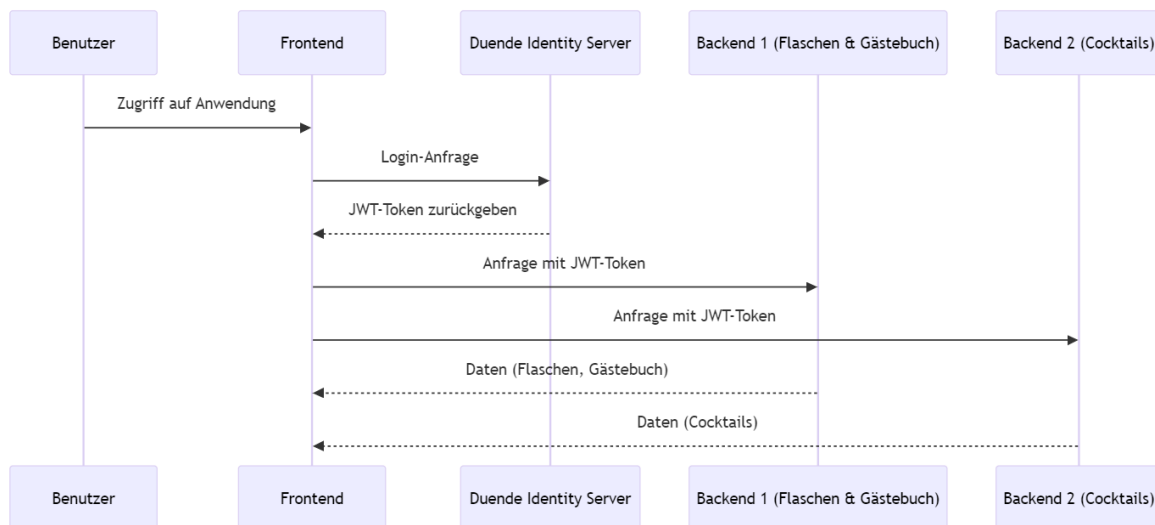 Benutzer
Frontend
Duende Identity Server
Backend 1 (Flaschen & Gästebuch)
Backend 2 (Cocktails)
Zugriff auf Anwendung
Login-Anfrage
JWT-Token zurückgeben
Anfrage mit JWT-Token
Anfrage mit JWT-Token
Daten (Flaschen, Gästebuch)
Daten (Cocktails)
Benutzer
Frontend
Duende Identity Server
Backend 1 (Flaschen & Gästebuch)
Backend 2 (Cocktails)